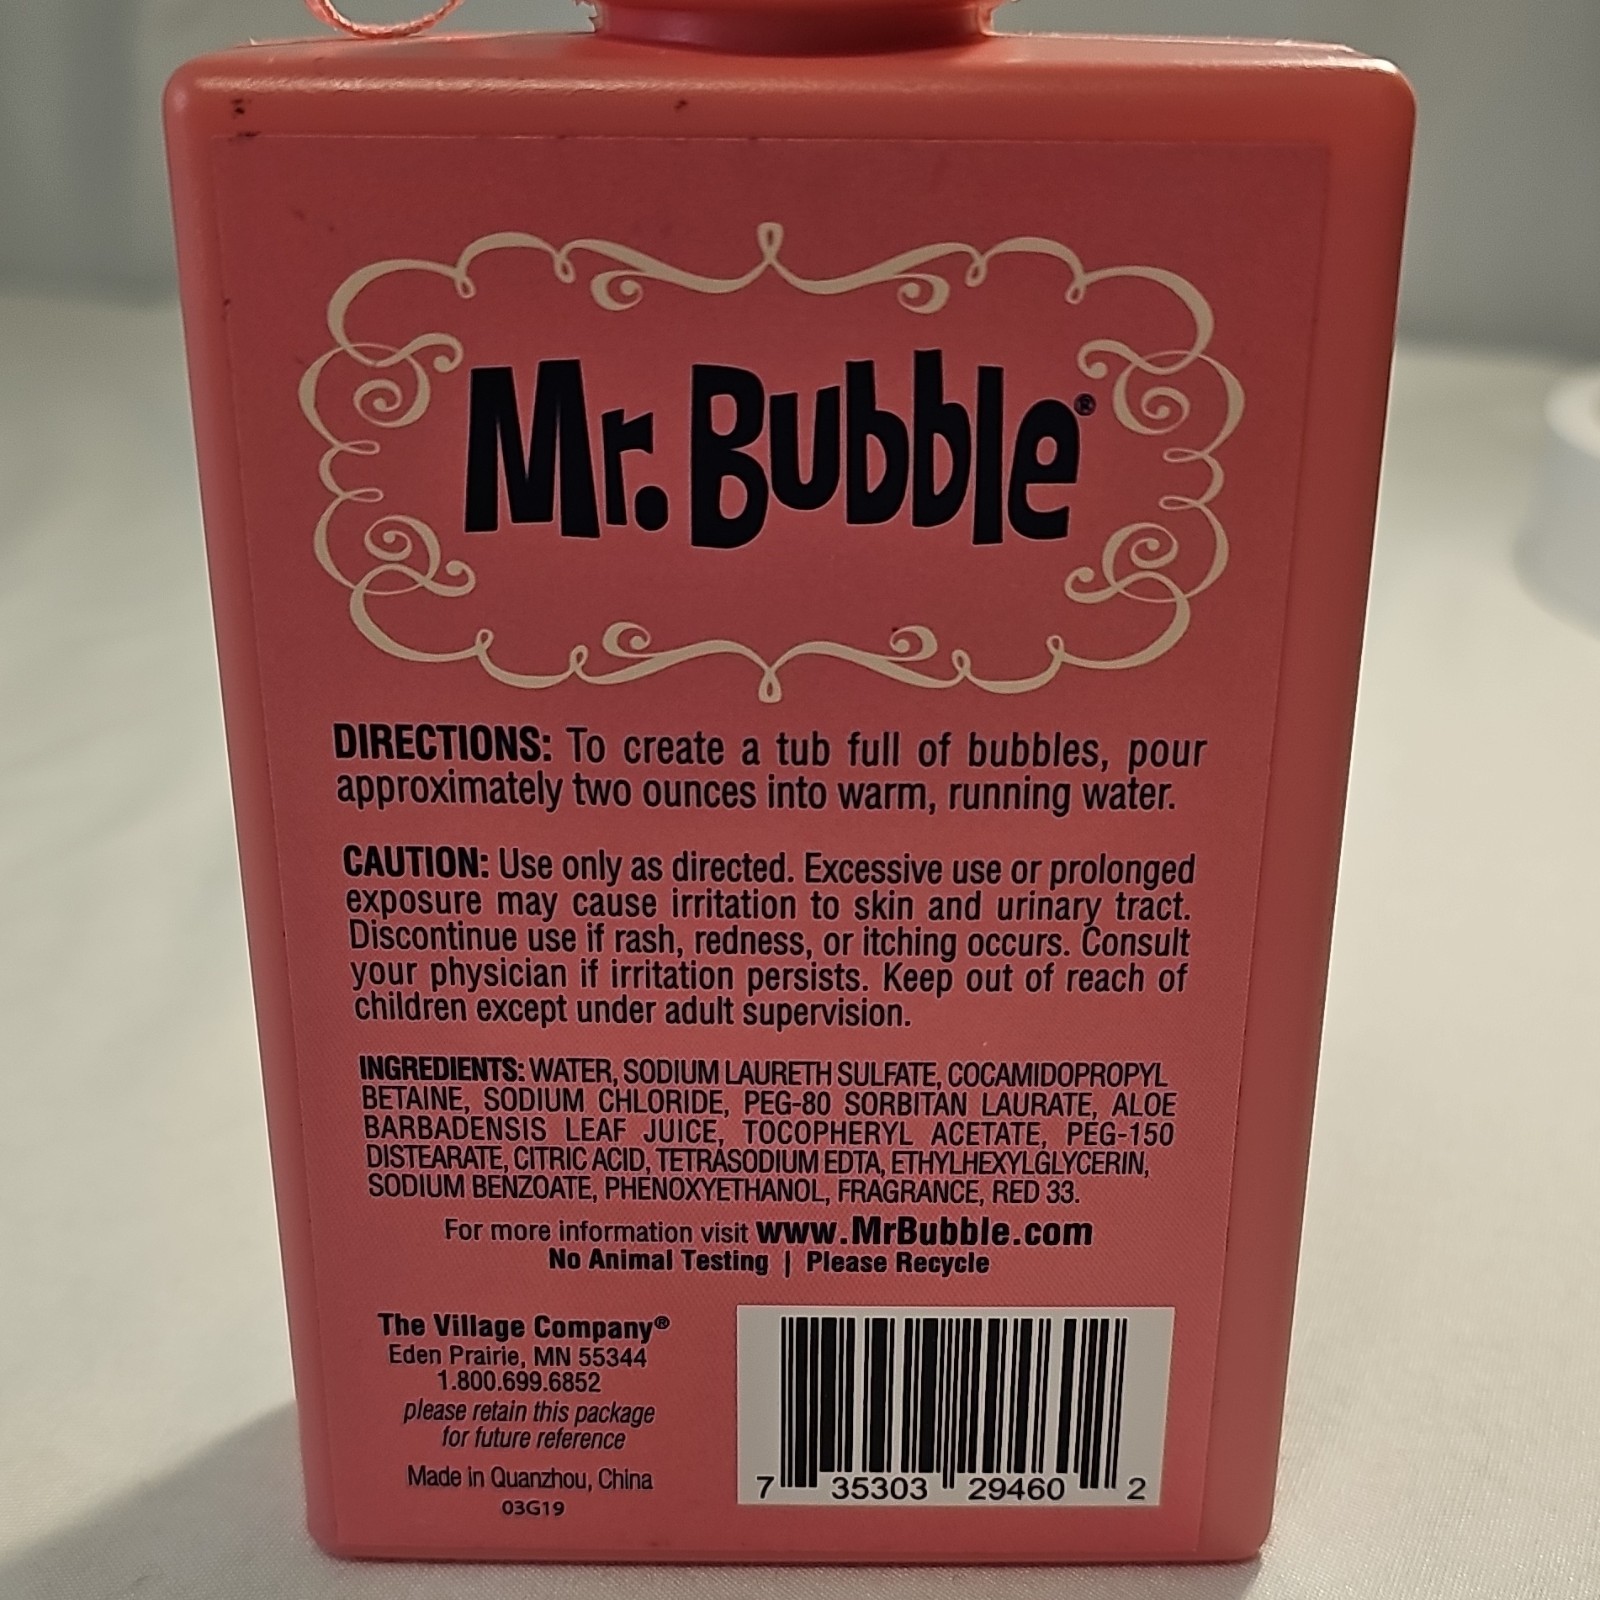 Mr. Bubble®
DIRECTIONS: To create a tub full of bubbles, pour
approximately two ounces into warm, running water.
CAUTION: Use only as directed. Excessive use or prolonged
exposure may cause irritation to skin and urinary tract.
Discontinue use if rash, redness, or itching occurs. Consult
your physician if irritation persists. Keep out of reach of
children except under adult supervision.
INGREDIENTS: WATER, SODIUM LAURETH SULFATE, COCAMIDOPROPYL
BETAINE, SODIUM CHLORIDE, PEG-80 SORBITAN LAURATE, ALOE
BARBADENSIS LEAF JUICE, TOCOPHERYL ACETATE, PEG-150
DISTEARATE, CITRIC ACID, TETRASODIUM EDTA, ETHYLHEXYLGLYCERIN,
SODIUM BENZOATE, PHENOXYETHANOL, FRAGRANCE, RED 33.
For more information visit www.MrBubble.com
No Animal Testing | Please Recycle
The Village Company®
Eden Prairie, MN 55344
1.800.699.6852
please retain this package
for future reference
Made in Quanzhou, China
03G19
7 35303 29460 2